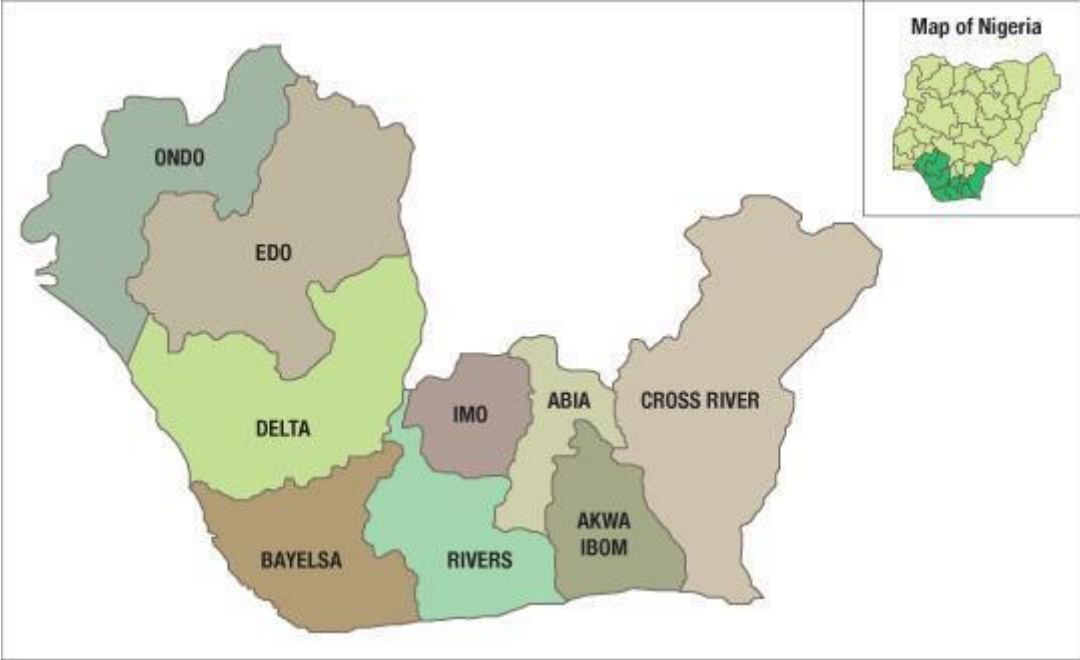 Map of Nigeria
ONDO
EDO
DELTA
IMO
ABIA
CROSS RIVER
AKWA
IBOM
BAYELSA
RIVERS